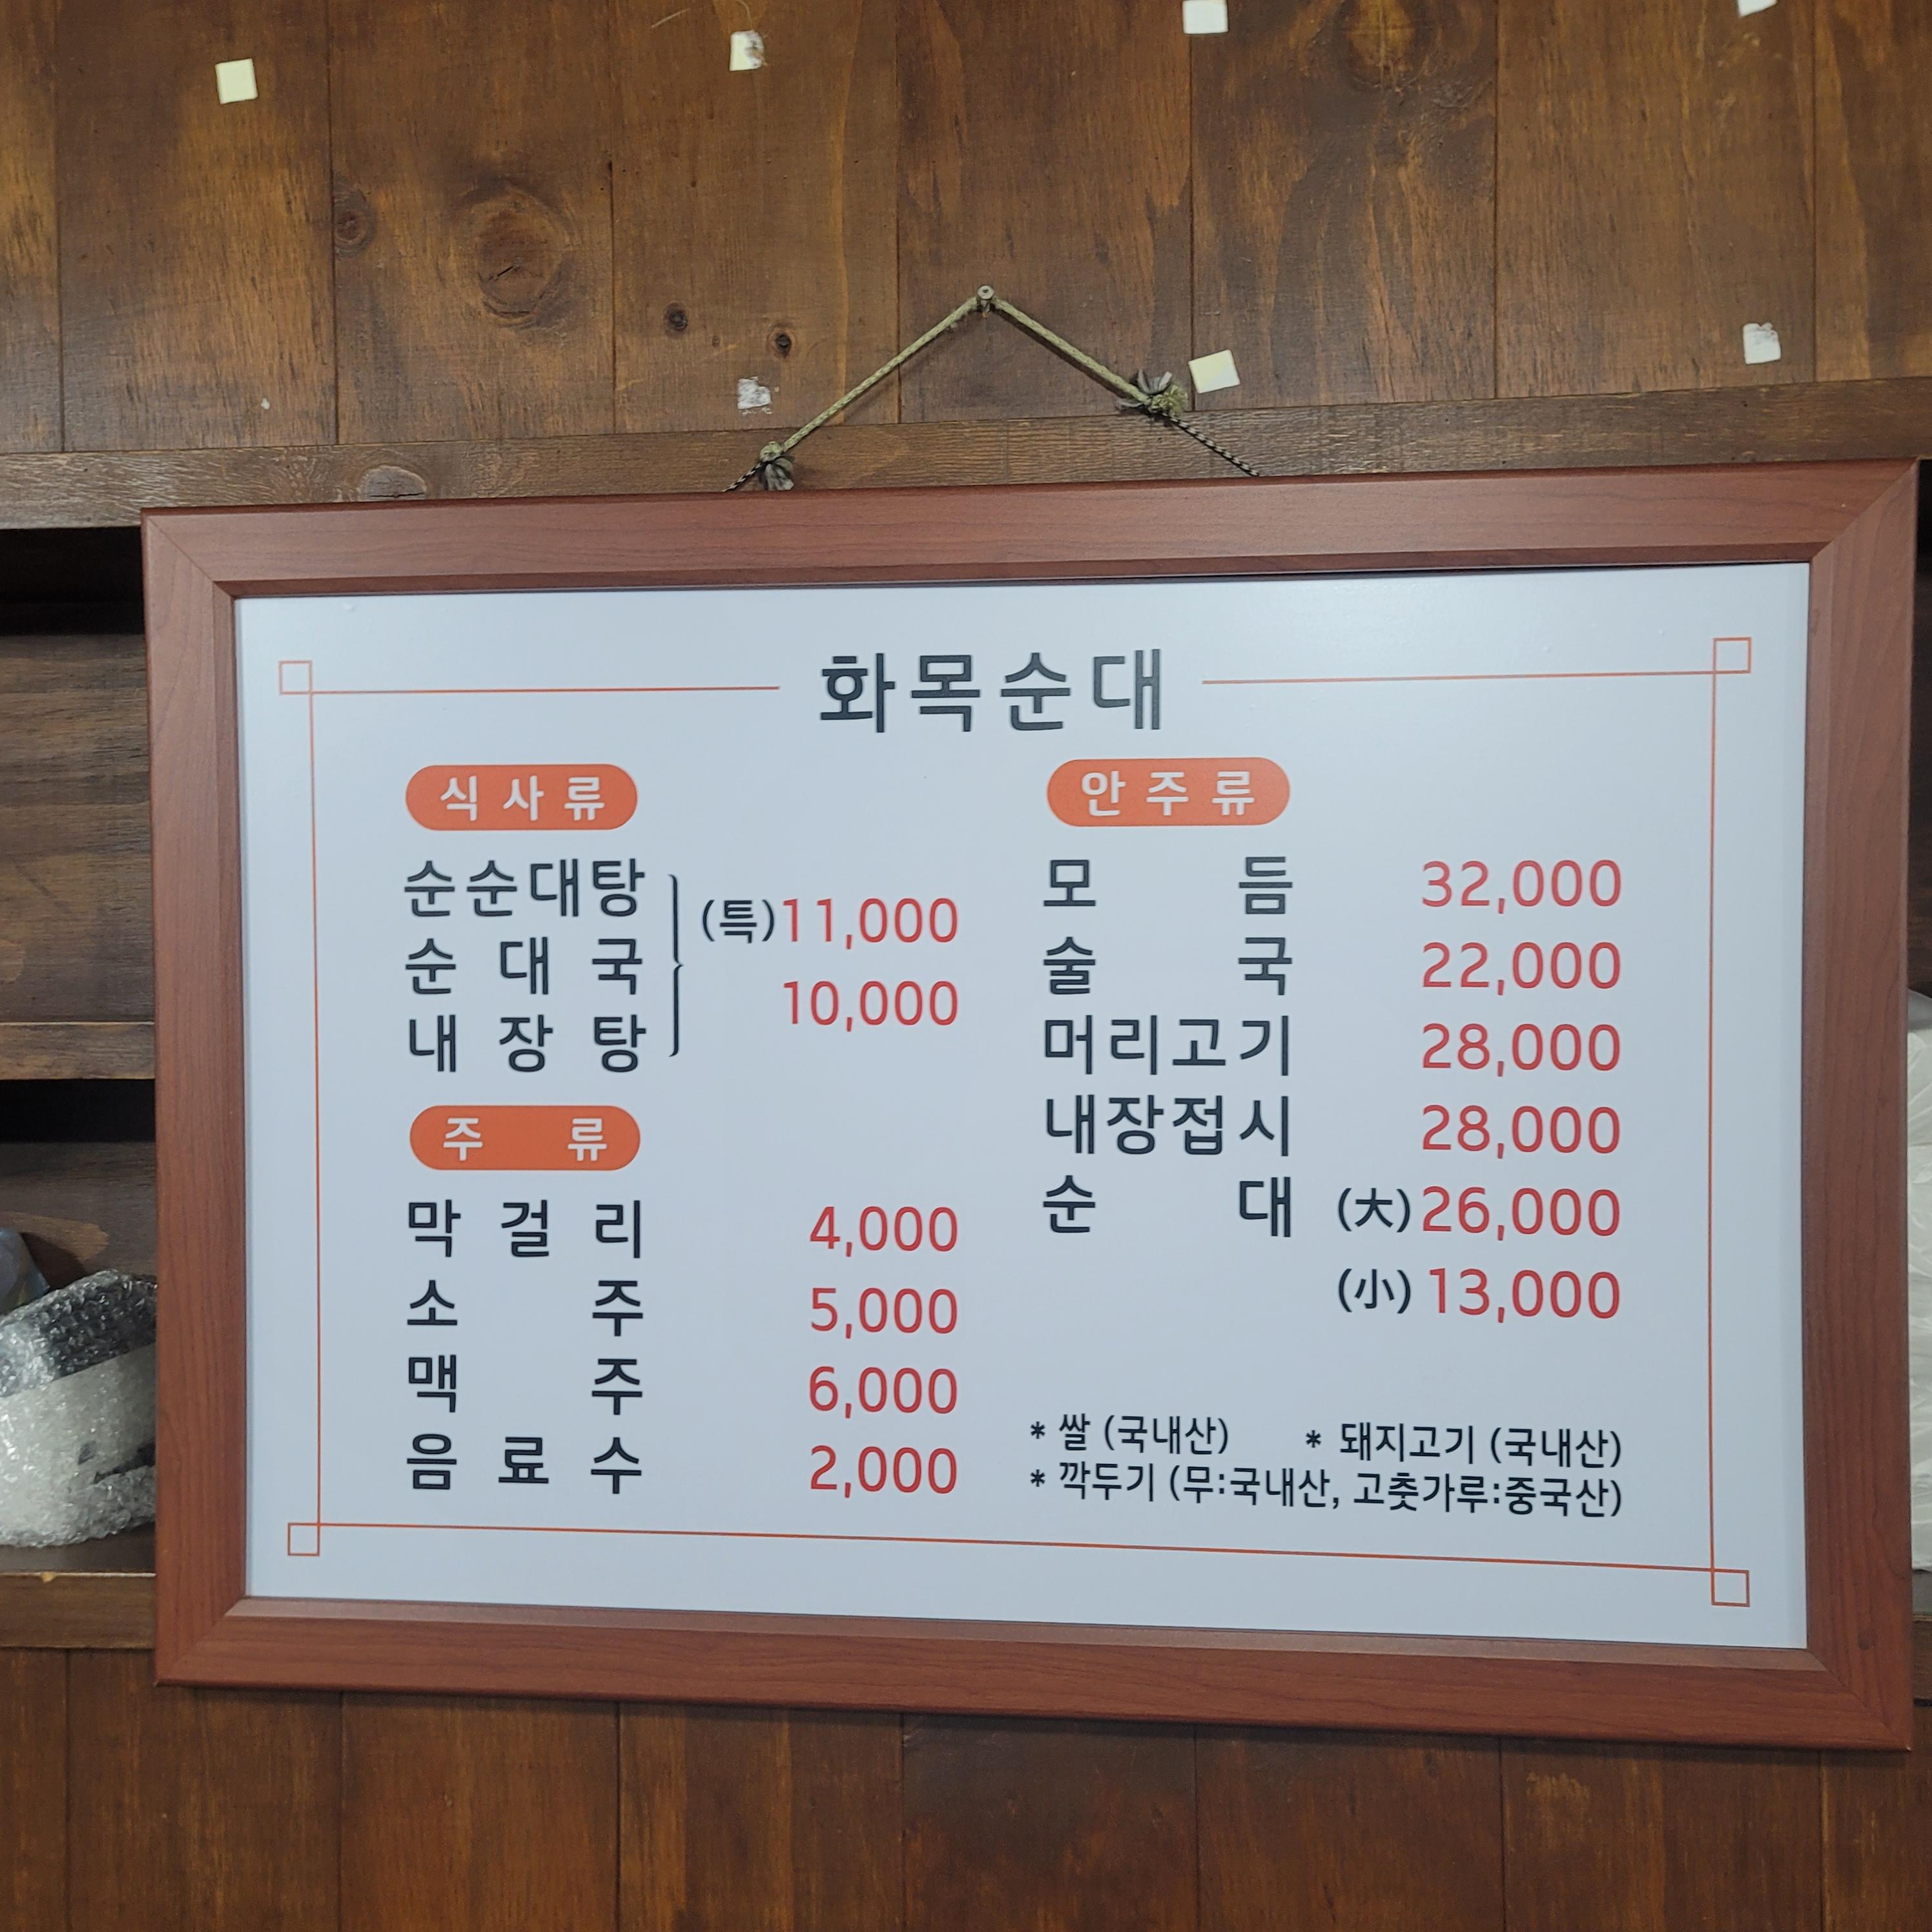 화목순대
식사류
순순대탕
순대국
내장탕
(특)11,000
10,000
주류
막걸리 4,000
소주 5,000
맥주 6,000
음료수 2,000
안주류
모듬 32,000
술국 22,000
머리고기 28,000
내장접시 28,000
순대 (大) 26,000
(小) 13,000
* 쌀 (국내산) * 돼지고기 (국내산)
* 깍두기 (무:국내산, 고춧가루:중국산)